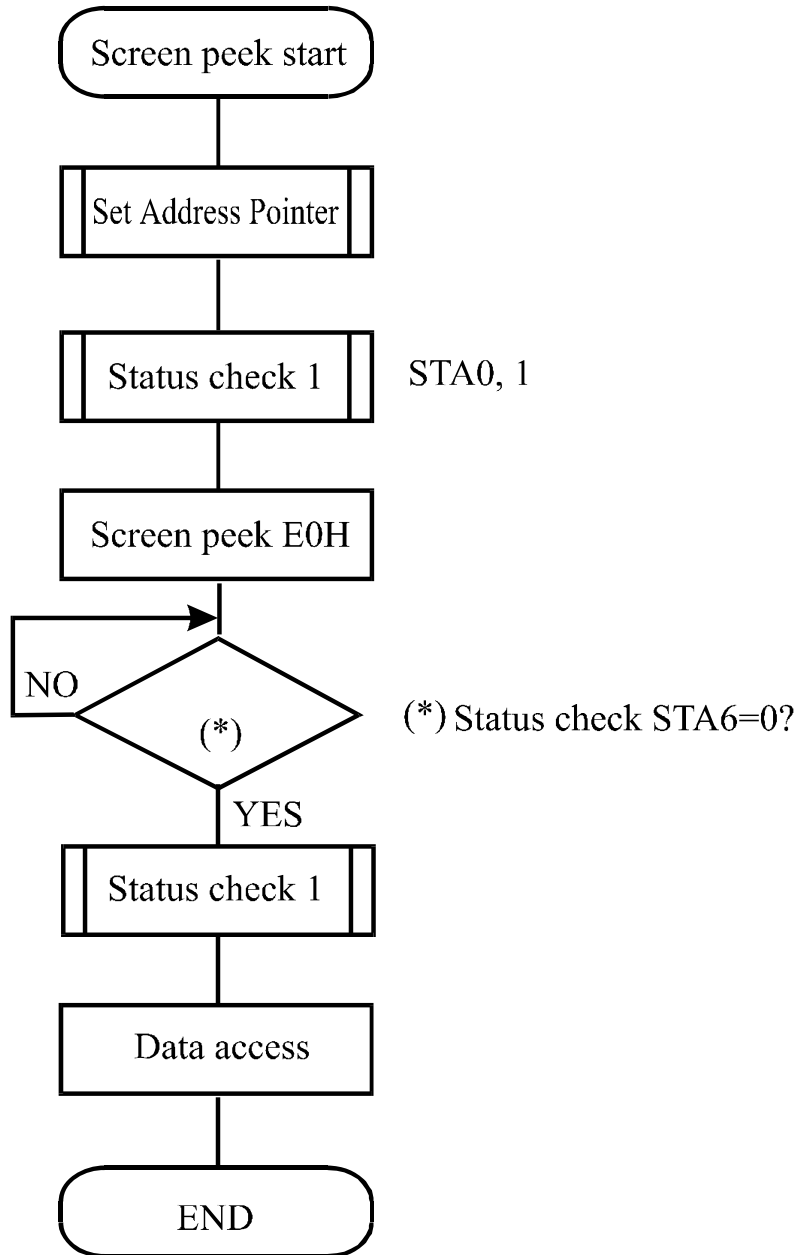 Screen peek start
Set Address Pointer
Status check 1
STA0, 1
Screen peek E0H
NO
(*)
(*) Status check STA6=0?
YES
Status check 1
Data access
END